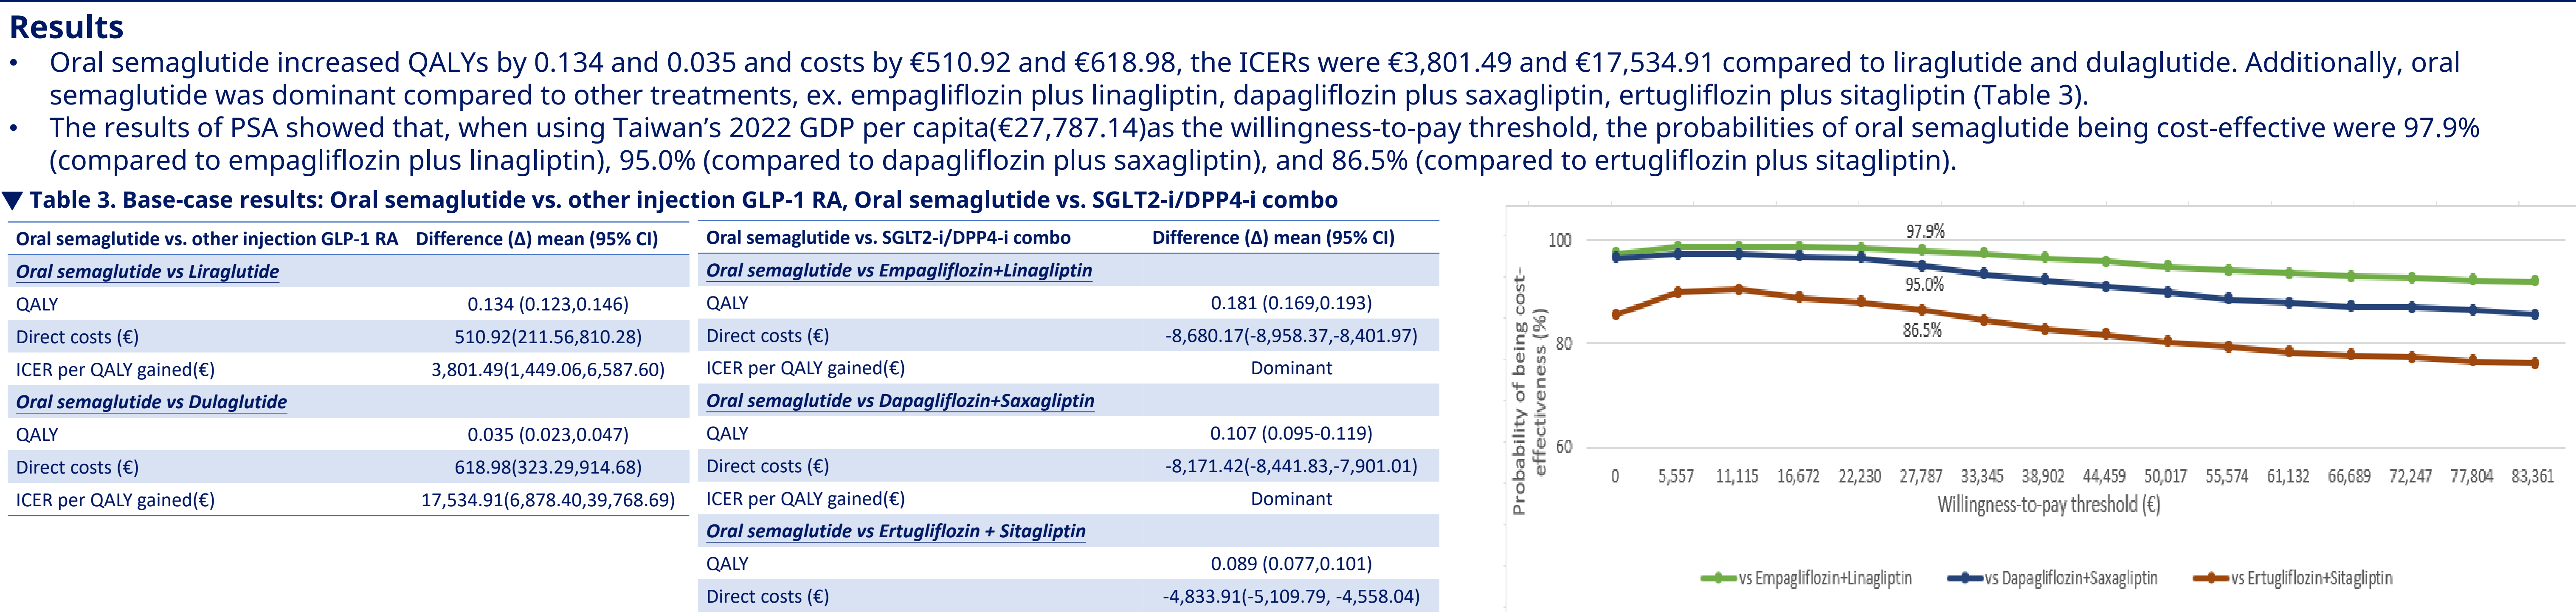 Results
• Oral semaglutide increased QALYs by 0.134 and 0.035 and costs by €510.92 and €618.98, the ICERs were €3,801.49 and €17,534.91 compared to liraglutide and dulaglutide. Additionally, oral
semaglutide was dominant compared to other treatments, ex. empagliflozin plus linagliptin, dapagliflozin plus saxagliptin, ertugliflozin plus sitagliptin (Table 3).
• The results of PSA showed that, when using Taiwan’s 2022 GDP per capita(€27,787.14)as the willingness-to-pay threshold, the probabilities of oral semaglutide being cost-effective were 97.9%
(compared to empagliflozin plus linagliptin), 95.0% (compared to dapagliflozin plus saxagliptin), and 86.5% (compared to ertugliflozin plus sitagliptin).
▼ Table 3. Base-case results: Oral semaglutide vs. other injection GLP-1 RA, Oral semaglutide vs. SGLT2-i/DPP4-i combo
Oral semaglutide vs. other injection GLP-1 RA Difference (Δ) mean (95% CI)
Oral semaglutide vs Liraglutide
QALY 0.134 (0.123,0.146)
Direct costs (€) 510.92(211.56,810.28)
ICER per QALY gained(€) 3,801.49(1,449.06,6,587.60)
Oral semaglutide vs Dulaglutide
QALY 0.035 (0.023,0.047)
Direct costs (€) 618.98(323.29,914.68)
ICER per QALY gained(€) 17,534.91(6,878.40,39,768.69)
Oral semaglutide vs. SGLT2-i/DPP4-i combo Difference (Δ) mean (95% CI)
Oral semaglutide vs Empagliflozin+Linagliptin
QALY 0.181 (0.169,0.193)
Direct costs (€) -8,680.17(-8,958.37,-8,401.97)
ICER per QALY gained(€) Dominant
Oral semaglutide vs Dapagliflozin+Saxagliptin
QALY 0.107 (0.095-0.119)
Direct costs (€) -8,171.42(-8,441.83,-7,901.01)
ICER per QALY gained(€) Dominant
Oral semaglutide vs Ertugliflozin + Sitagliptin
QALY 0.089 (0.077,0.101)
Direct costs (€) -4,833.91(-5,109.79, -4,558.04)
Probability of being cost-
effectiveness (%)
100
80
60
97.9%
95.0%
86.5%
0 5,557 11,115 16,672 22,230 27,787 33,345 38,902 44,459 50,017 55,574 61,132 66,689 72,247 77,804 83,361
Willingness-to-pay threshold (€)
vs Empagliflozin+Linagliptin vs Dapagliflozin+Saxagliptin vs Ertugliflozin+Sitagliptin